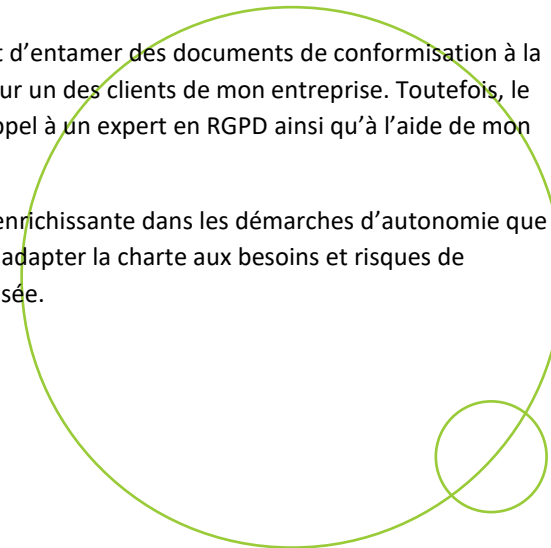 t d’entamer des documents de conformisation à la
ur un des clients de mon entreprise. Toutefois, le
ppel à un expert en RGPD ainsi qu’à l’aide de mon
enrichissante dans les démarches d’autonomie que
adapter la charte aux besoins et risques de
sée.